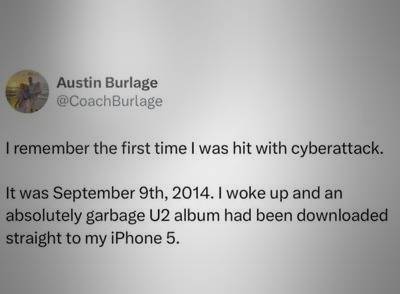 Austin Burlage
@CoachBurlage
I remember the first time I was hit with cyberattack.
It was September 9th, 2014. I woke up and an
absolutely garbage U2 album had been downloaded
straight to my iPhone 5.